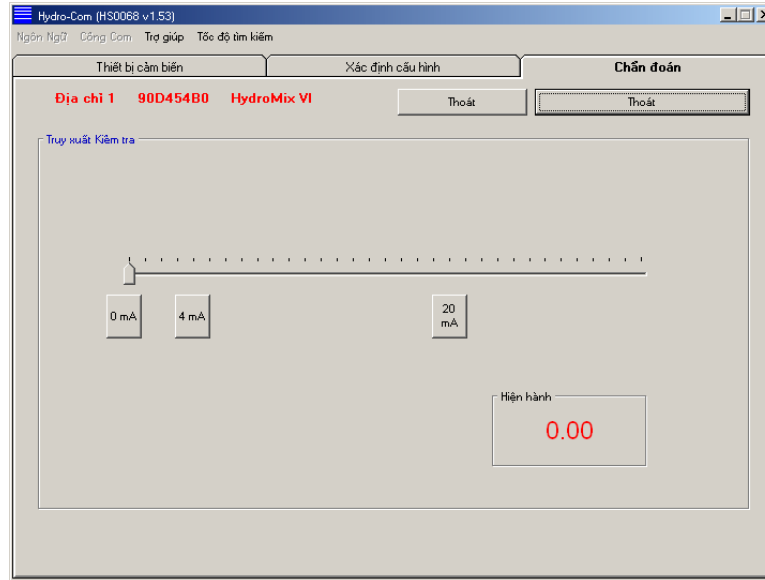 Hydro-Com (HS0068 v1.53)
Ngôn Ngữ Cổng Com Trợ giúp Tốc độ tìm kiếm
Thiết bị cảm biến Xác định cấu hình Chẩn đoán
Địa chỉ 1 90D454B0 HydroMix VI Thoát Thoát
Truy xuất Kiểm tra
0 mA 4 mA 20
mA
Hiện hành
0.00